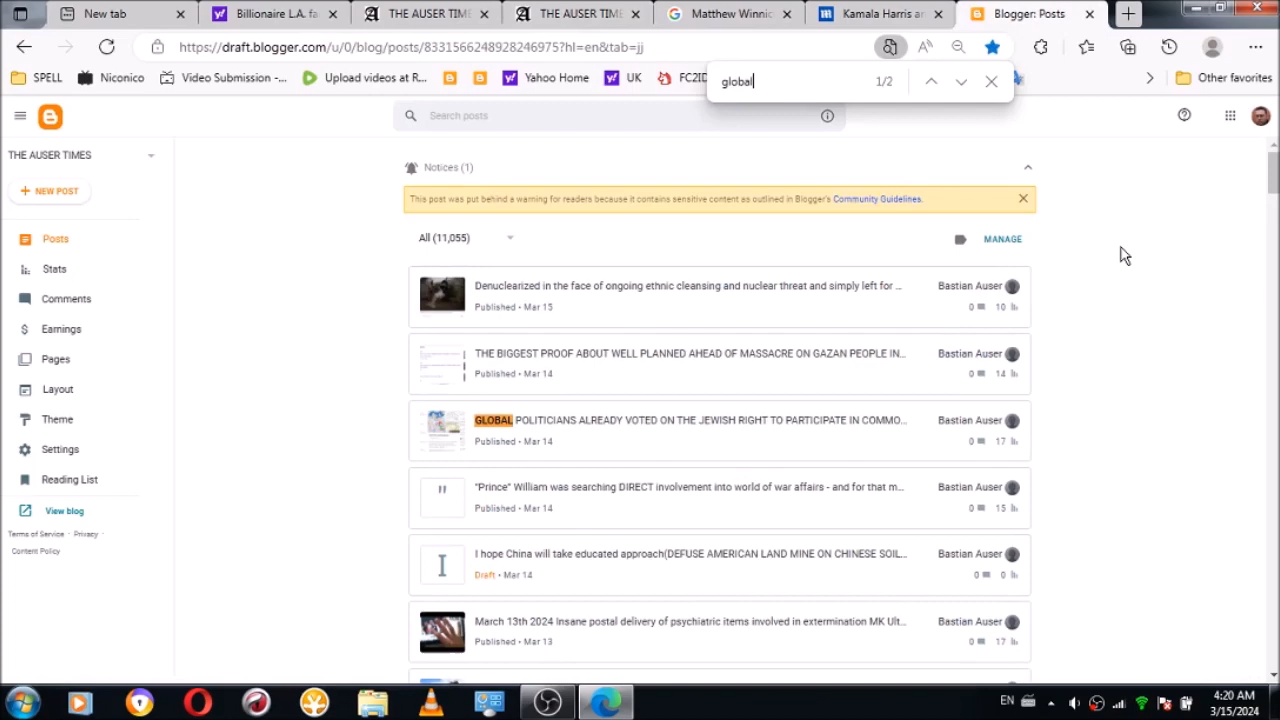 New tab
Billionaire L.A. fa
THE AUSER TIMES
THE AUSER TIMES
Matthew Winnic
Kamala Harris an
Blogger: Posts
https://draft.blogger.com/u/0/blog/posts/8331566248928246975?hl=en&tab=jj
SPELL
Niconico
Video Submission -...
Upload videos at R...
Yahoo Home
UK
FC2ID
Other favorites
global
1/2
Search posts
THE AUSER TIMES
NEW POST
Posts
Stats
Comments
Earnings
Pages
Layout
Theme
Settings
Reading List
View blog
Terms of Service · Privacy ·
Content Policy
Notices (1)
This post was put behind a warning for readers because it contains sensitive content as outlined in Blogger's Community Guidelines.
All (11,055)
MANAGE
Denuclearized in the face of ongoing ethnic cleansing and nuclear threat and simply left for ...
Bastian Auser
Published • Mar 15
0 10
THE BIGGEST PROOF ABOUT WELL PLANNED AHEAD OF MASSACRE ON GAZAN PEOPLE IN...
Bastian Auser
Published • Mar 14
0 14
GLOBAL POLITICIANS ALREADY VOTED ON THE JEWISH RIGHT TO PARTICIPATE IN COMMO...
Bastian Auser
Published • Mar 14
0 17
"
"Prince" William was searching DIRECT involvement into world of war affairs - and for that m...
Bastian Auser
Published • Mar 14
0 15
I
I hope China will take educated approach(DEFUSE AMERICAN LAND MINE ON CHINESE SOIL...
Bastian Auser
Draft • Mar 14
0 0
March 13th 2024 Insane postal delivery of psychiatric items involved in extermination MK Ult...
Bastian Auser
Published • Mar 13
0 17
EN
4:20 AM
3/15/2024